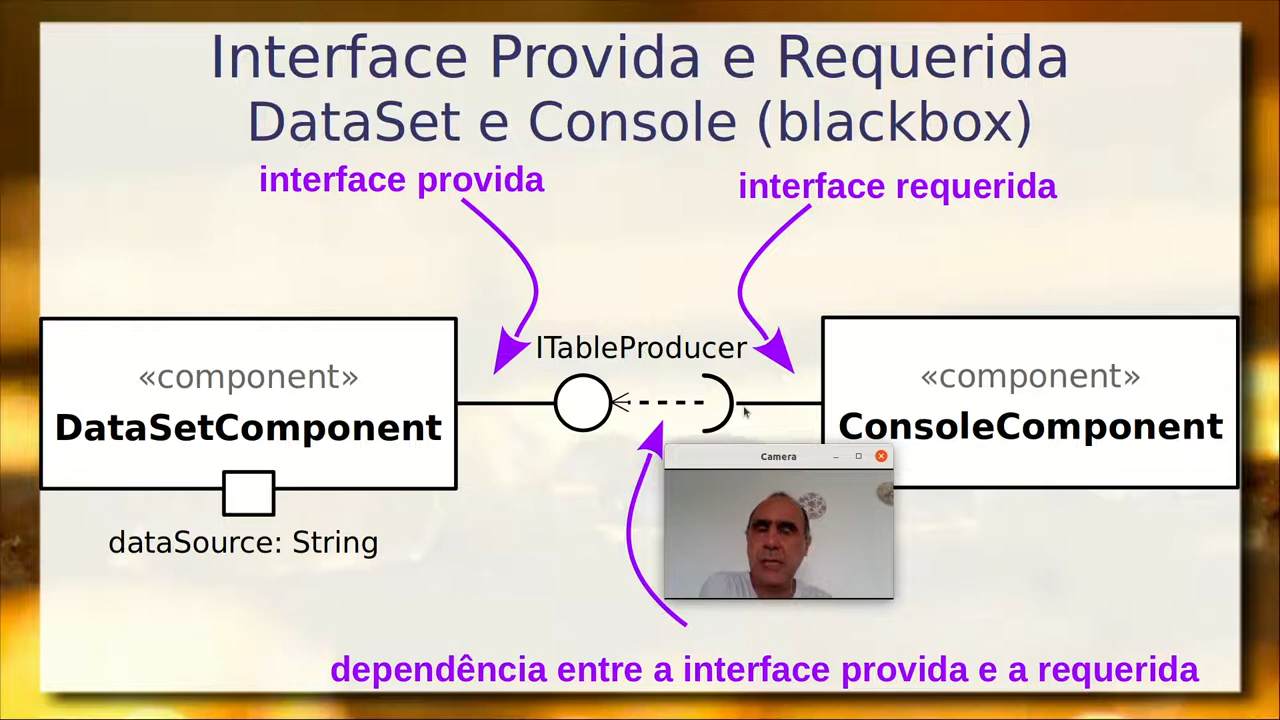 Interface Provida e Requerida
DataSet e Console (blackbox)
interface provida
interface requerida
ITableProducer
«component»
DataSetComponent
«component»
ConsoleComponent
Camera
dataSource: String
dependência entre a interface provida e a requerida